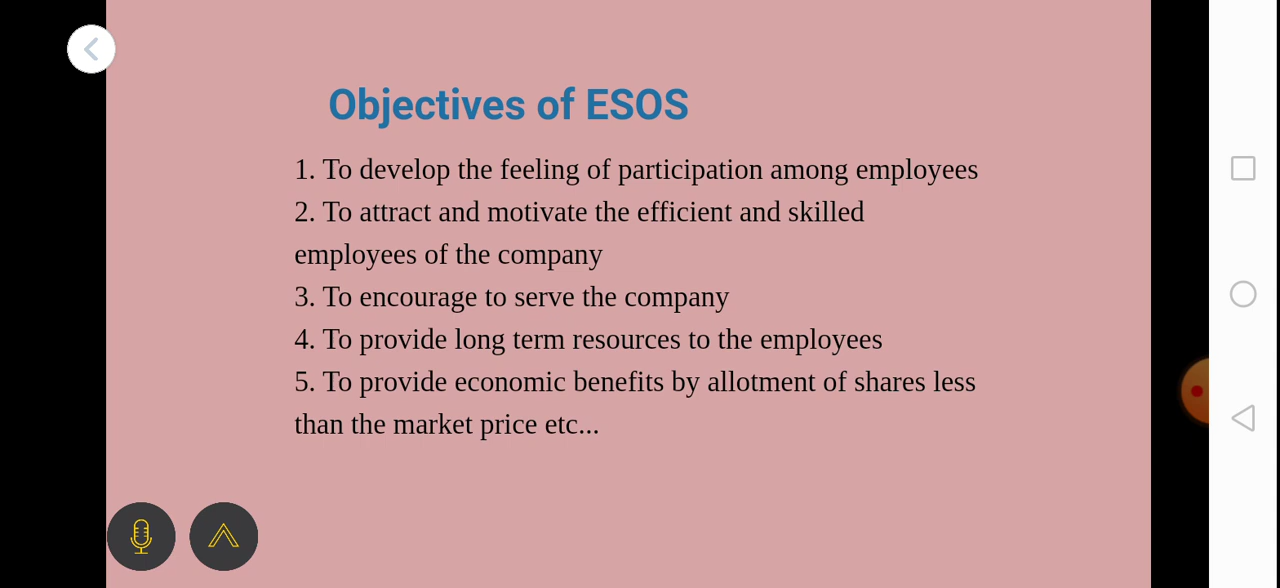 Objectives of ESOS
1. To develop the feeling of participation among employees
2. To attract and motivate the efficient and skilled
employees of the company
3. To encourage to serve the company
4. To provide long term resources to the employees
5. To provide economic benefits by allotment of shares less
than the market price etc...